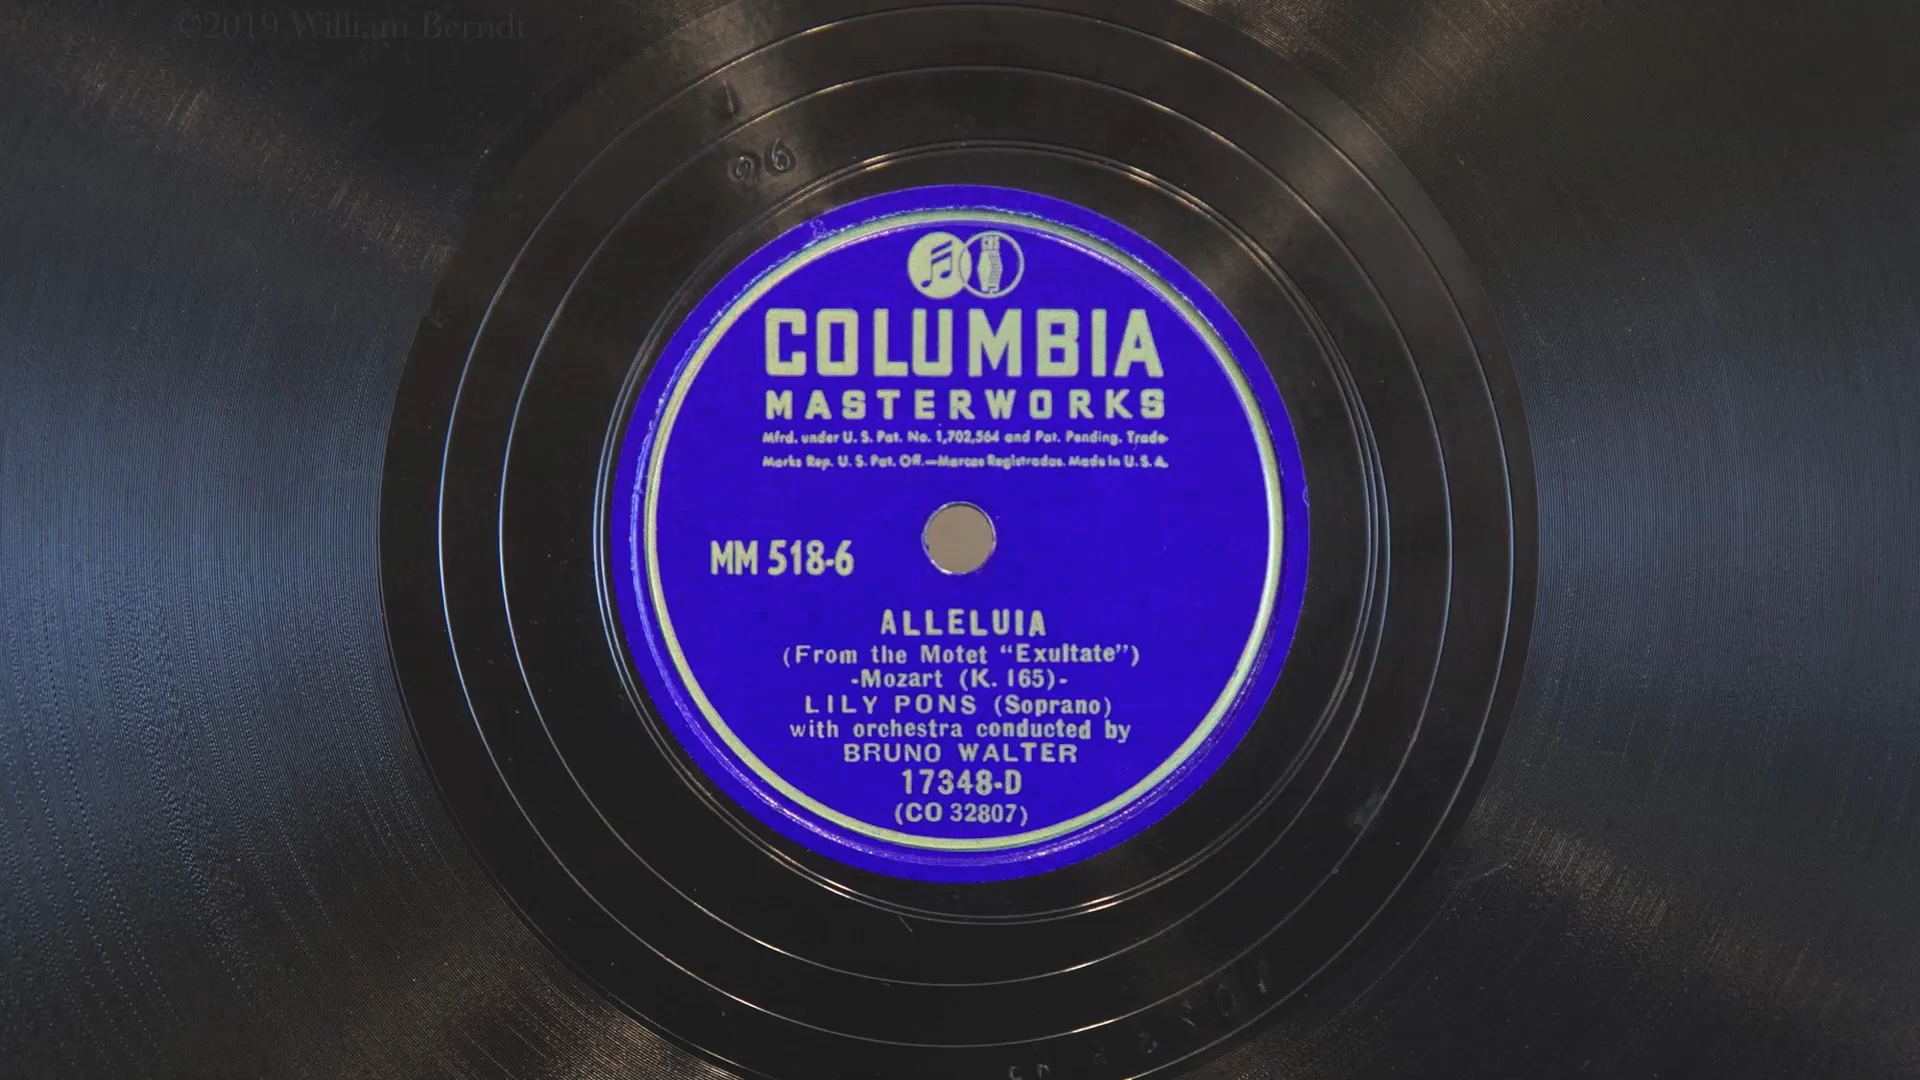 ©2019 William Berndt
96
COLUMBIA
MASTERWORKS
Mfrd. under U. S. Pat. No. 1,702,564 and Pat. Pending. Trade-
Marks Rep. U. S. Pat. Off.—Marcas Registradas. Made in U. S. A.
MM 518-6
ALLELUIA
(From the Motet "Exultate")
-Mozart (K. 165)-
LILY PONS (Soprano)
with orchestra conducted by
BRUNO WALTER
17348-D
(CO 32807)